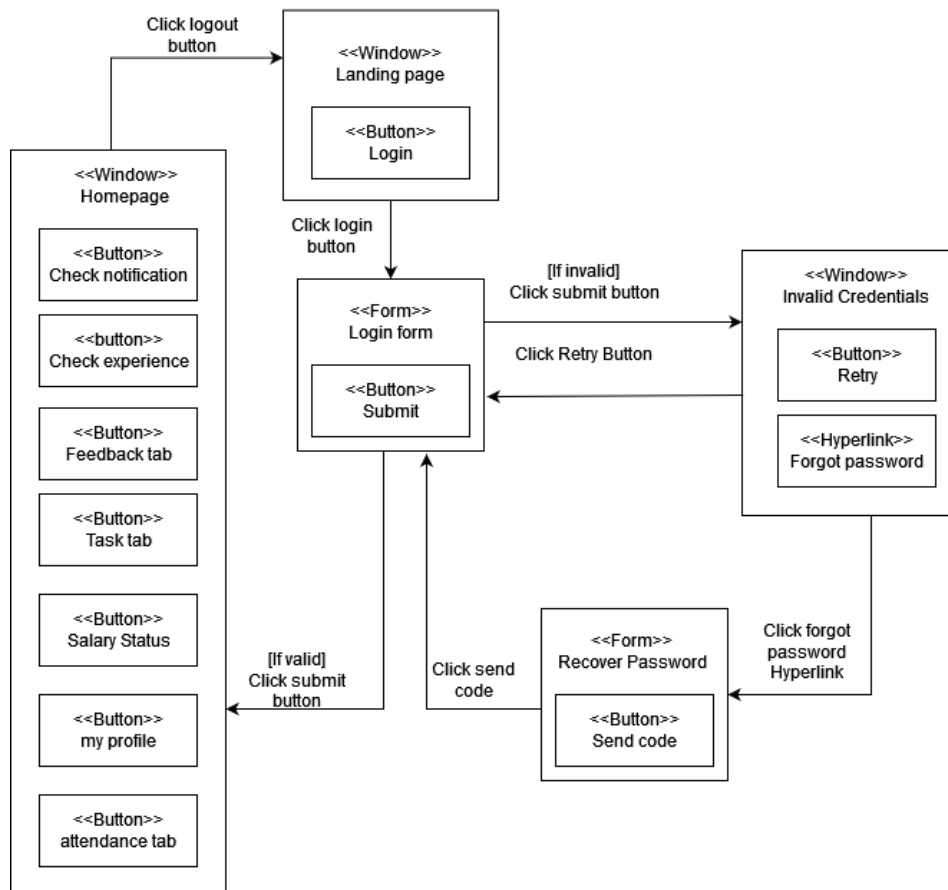 Click logout
button
<<Window>>
Landing page
<<Button>>
Login
<<Window>>
Homepage
<<Button>>
Check notification
<<button>>
Check experience
<<Button>>
Feedback tab
<<Button>>
Task tab
<<Button>>
Salary Status
<<Button>>
my profile
<<Button>>
attendance tab
Click login
button
<<Form>>
Login form
<<Button>>
Submit
[If invalid]
Click submit button
Click Retry Button
<<Window>>
Invalid Credentials
<<Button>>
Retry
<<Hyperlink>>
Forgot password
[If valid]
Click submit
button
Click send
code
<<Form>>
Recover Password
<<Button>>
Send code
Click forgot
password
Hyperlink